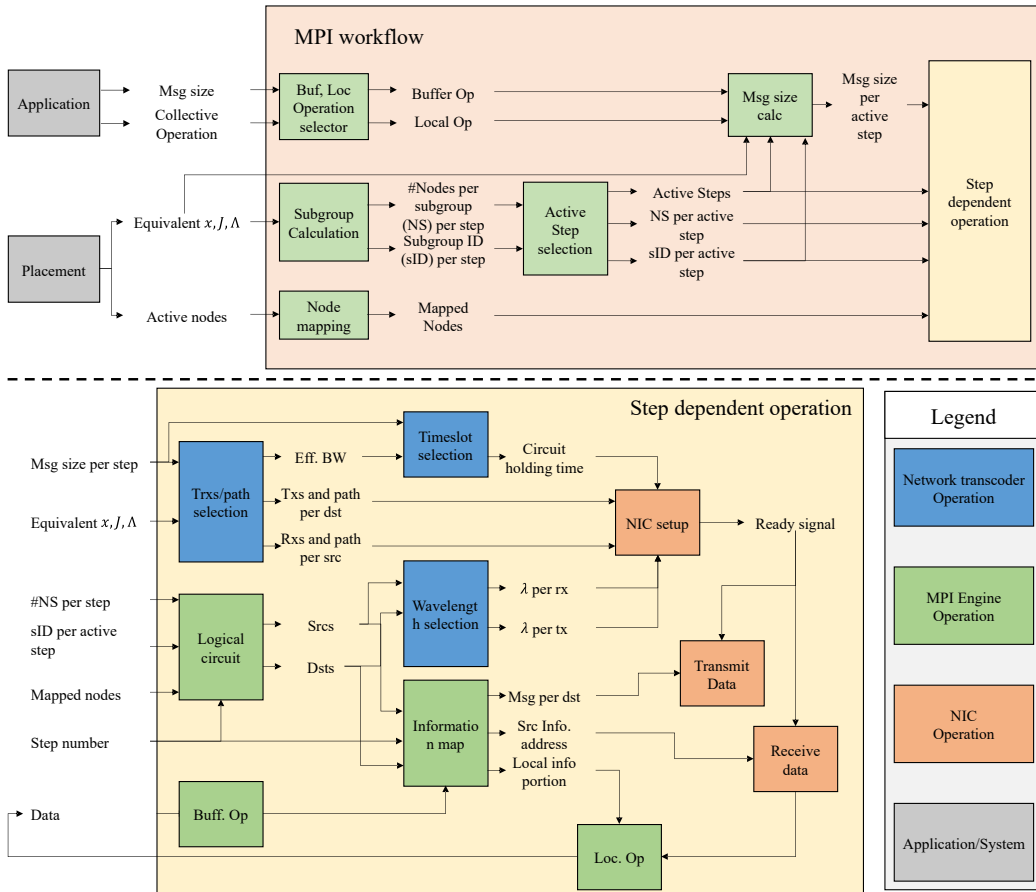 MPI workflow
Application
Msg size
Collective
Operation
Buf, Loc
Operation
selector
Buffer Op
Local Op
Msg size
calc
Msg size
per
active
step
Step
dependent
operation
Placement
Equivalent x, J, Λ
Subgroup
Calculation
#Nodes per
subgroup
(NS) per step
Subgroup ID
(sID) per step
Active
Step
selection
Active Steps
NS per active
step
sID per active
step
Active nodes
Node
mapping
Mapped
Nodes
Step dependent operation
Msg size per step
Equivalent x, J, Λ
Trxs/path
selection
Eff. BW
Txs and path
per dst
Rxs and path
per src
Timeslot
selection
Circuit
holding time
NIC setup
Ready signal
#NS per step
sID per active
step
Mapped nodes
Step number
Logical
circuit
Srcs
Dsts
Wavelengt
h selection
λ per rx
λ per tx
Informatio
n map
Msg per dst
Src Info.
address
Local info
portion
Transmit
Data
Receive
data
Data
Buff. Op
Loc. Op
Legend
Network transcoder
Operation
MPI Engine
Operation
NIC
Operation
Application/System